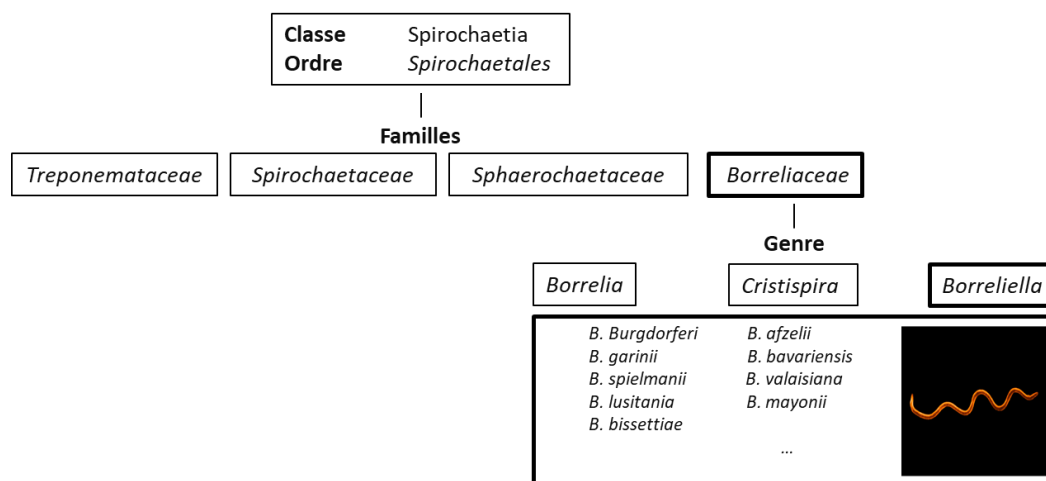 Classe Spirochaetia
Ordre Spirochaetales
Familles
Treponemataceae Spirochaetaceae Sphaerochaetaceae Borreliaceae
Genre
Borrelia Cristispira Borreliella
B. Burgdorferi B. afzelii
B. garinii B. bavariensis
B. spielmanii B. valaisiana
B. lusitania B. mayonii
B. bissettiae
...